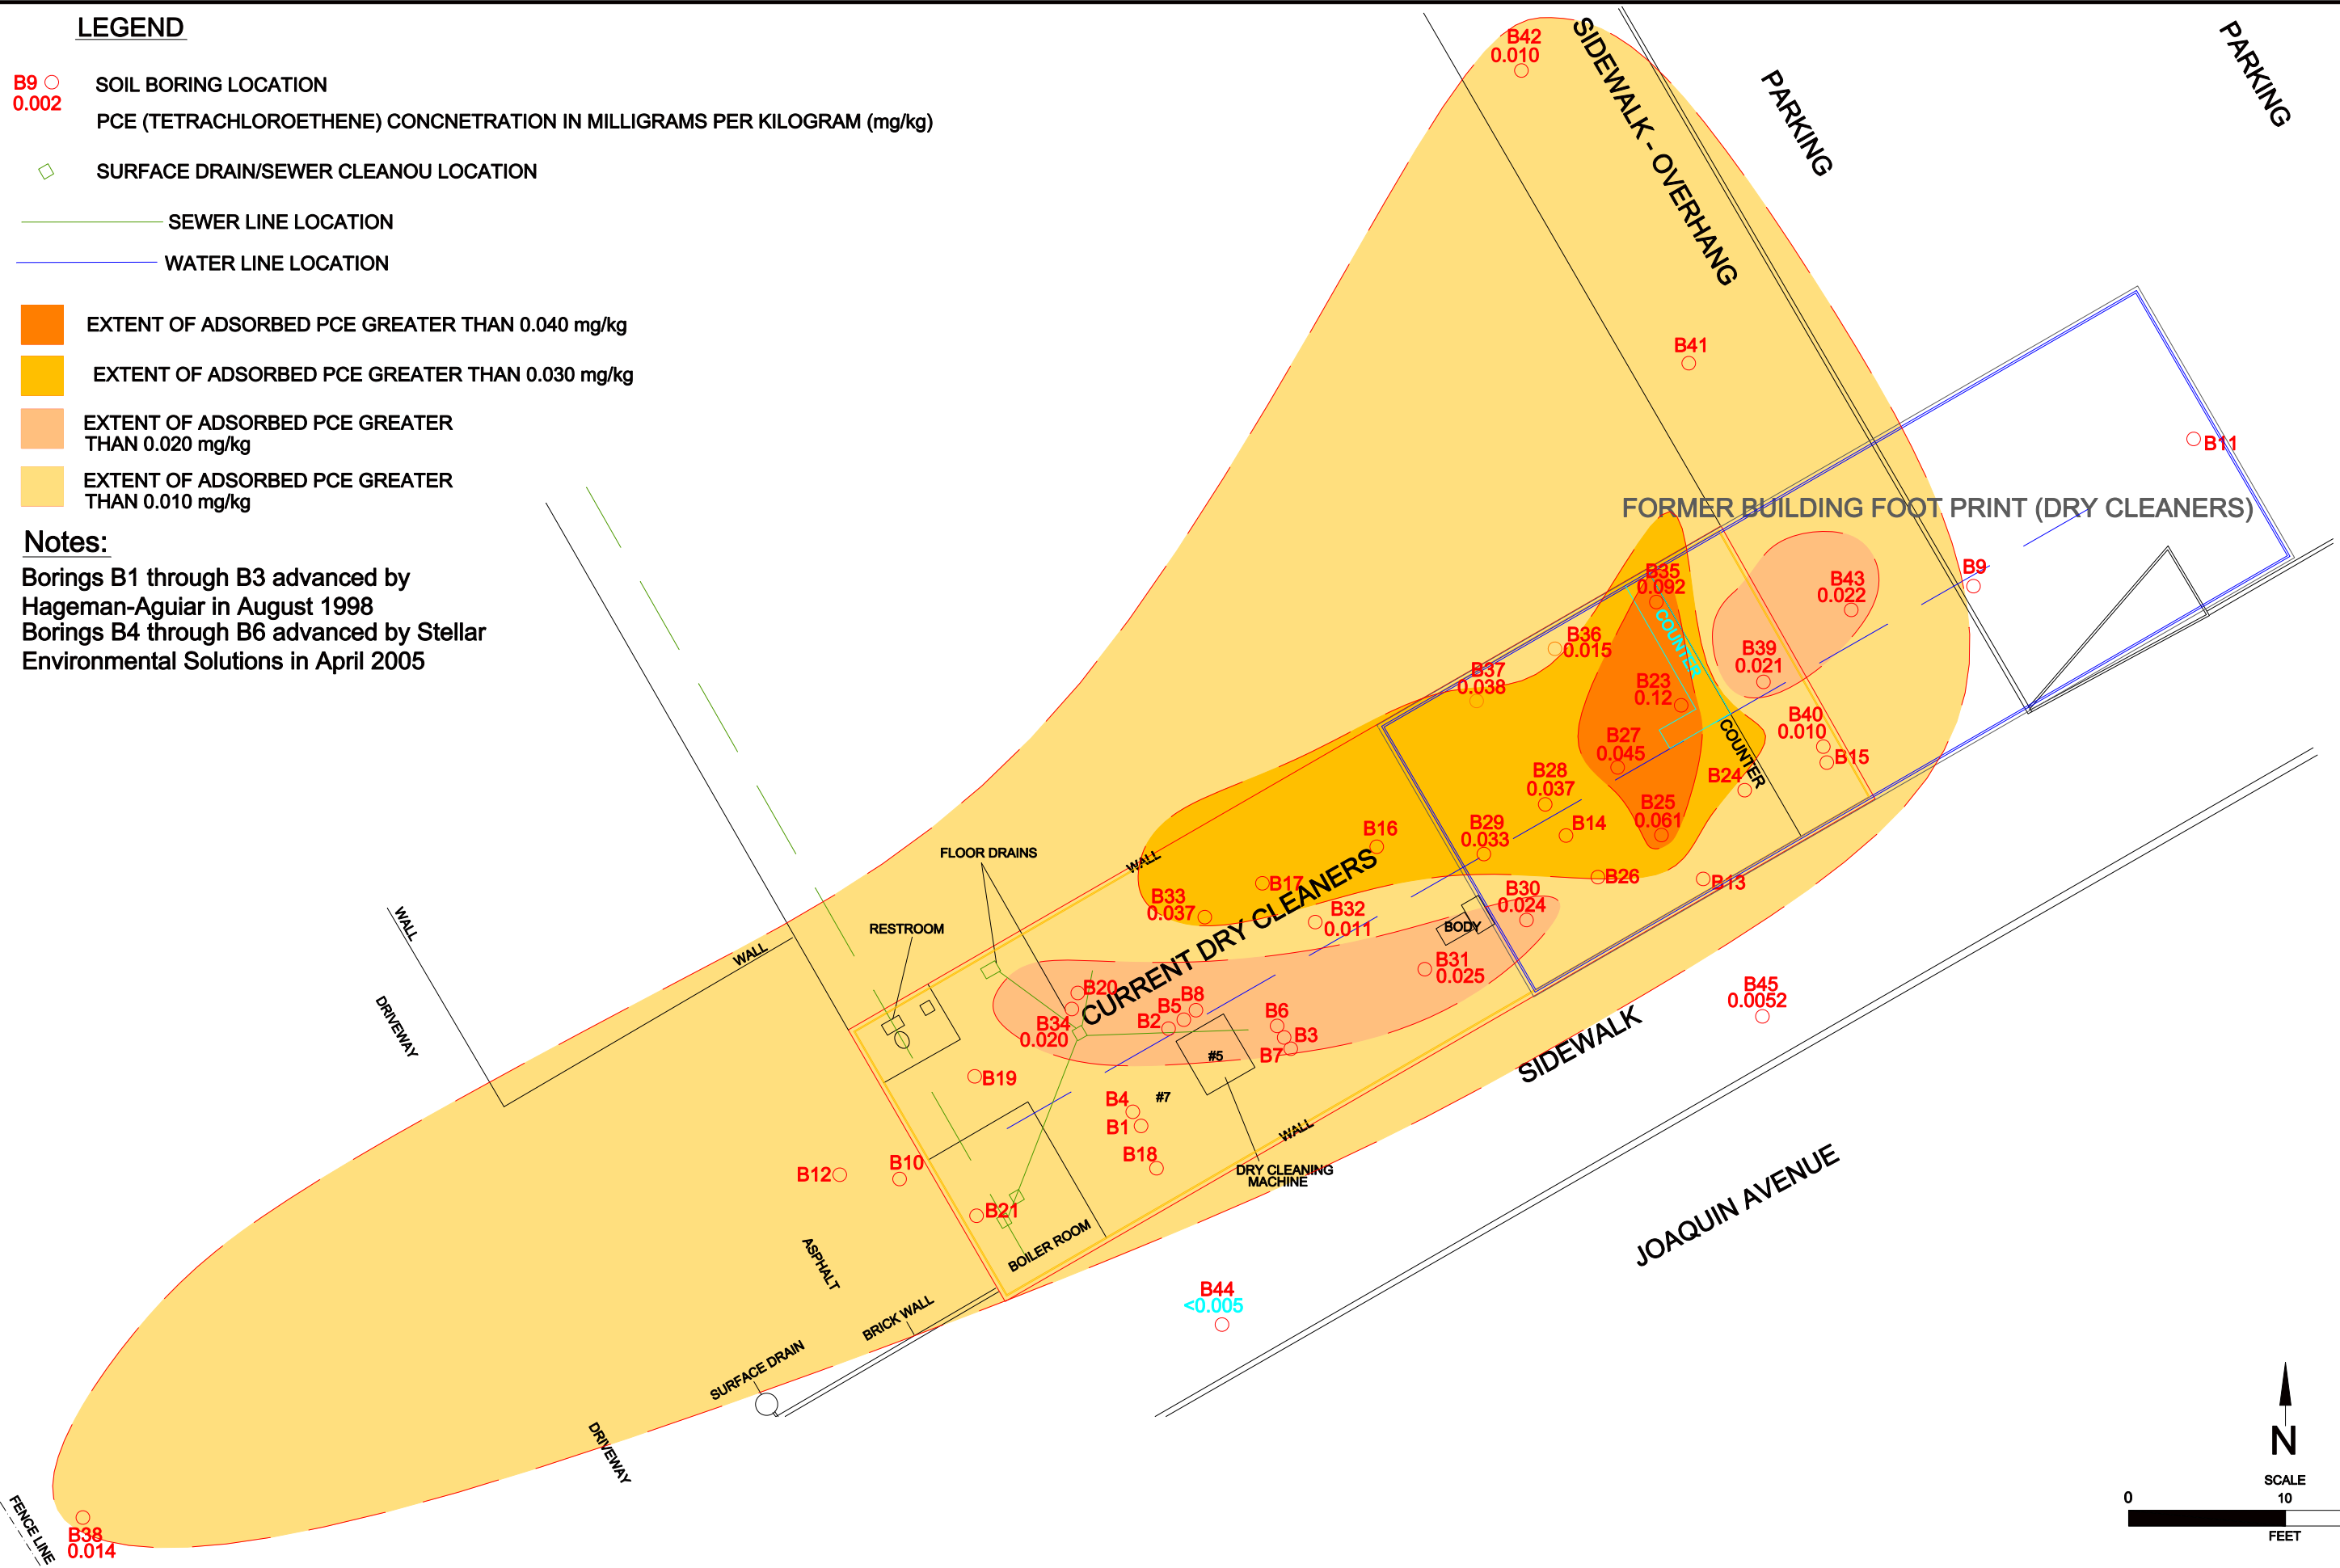 LEGEND
B9
0.002
SOIL BORING LOCATION
PCE (TETRACHLOROETHENE) CONCNETRATION IN MILLIGRAMS PER KILOGRAM (mg/kg)
SURFACE DRAIN/SEWER CLEANOU LOCATION
SEWER LINE LOCATION
WATER LINE LOCATION
EXTENT OF ADSORBED PCE GREATER THAN 0.040 mg/kg
EXTENT OF ADSORBED PCE GREATER THAN 0.030 mg/kg
EXTENT OF ADSORBED PCE GREATER
THAN 0.020 mg/kg
EXTENT OF ADSORBED PCE GREATER
THAN 0.010 mg/kg
Notes:
Borings B1 through B3 advanced by
Hageman-Aguiar in August 1998
Borings B4 through B6 advanced by Stellar
Environmental Solutions in April 2005
B42
0.010
SIDEWALK - OVERHANG
PARKING
PARKING
B41
B11
FORMER BUILDING FOOT PRINT (DRY CLEANERS)
B9
B35
0.092
COUNTER
B43
0.022
B36
0.015
B39
0.021
B37
0.038
B23
0.12
B40
0.010
B15
COUNTER
B27
0.045
B24
B28
0.037
B25
0.061
B14
B29
0.033
B16
B26
B13
B17
B33
0.037
B32
0.011
B30
0.024
BODY
B31
0.025
CURRENT DRY CLEANERS
WALL
FLOOR DRAINS
RESTROOM
WALL
WALL
DRIVEWAY
B20
B34
0.020
B8
B5
B2
B6
B3
B7
#5
#7
B19
B4
B1
B18
WALL
DRY CLEANING
MACHINE
B12
B10
B21
BOILER ROOM
ASPHALT
BRICK WALL
SURFACE DRAIN
DRIVEWAY
B45
0.0052
SIDEWALK
JOAQUIN AVENUE
B44
<0.005
FENCE LINE
B38
0.014
N
SCALE
0
10
FEET